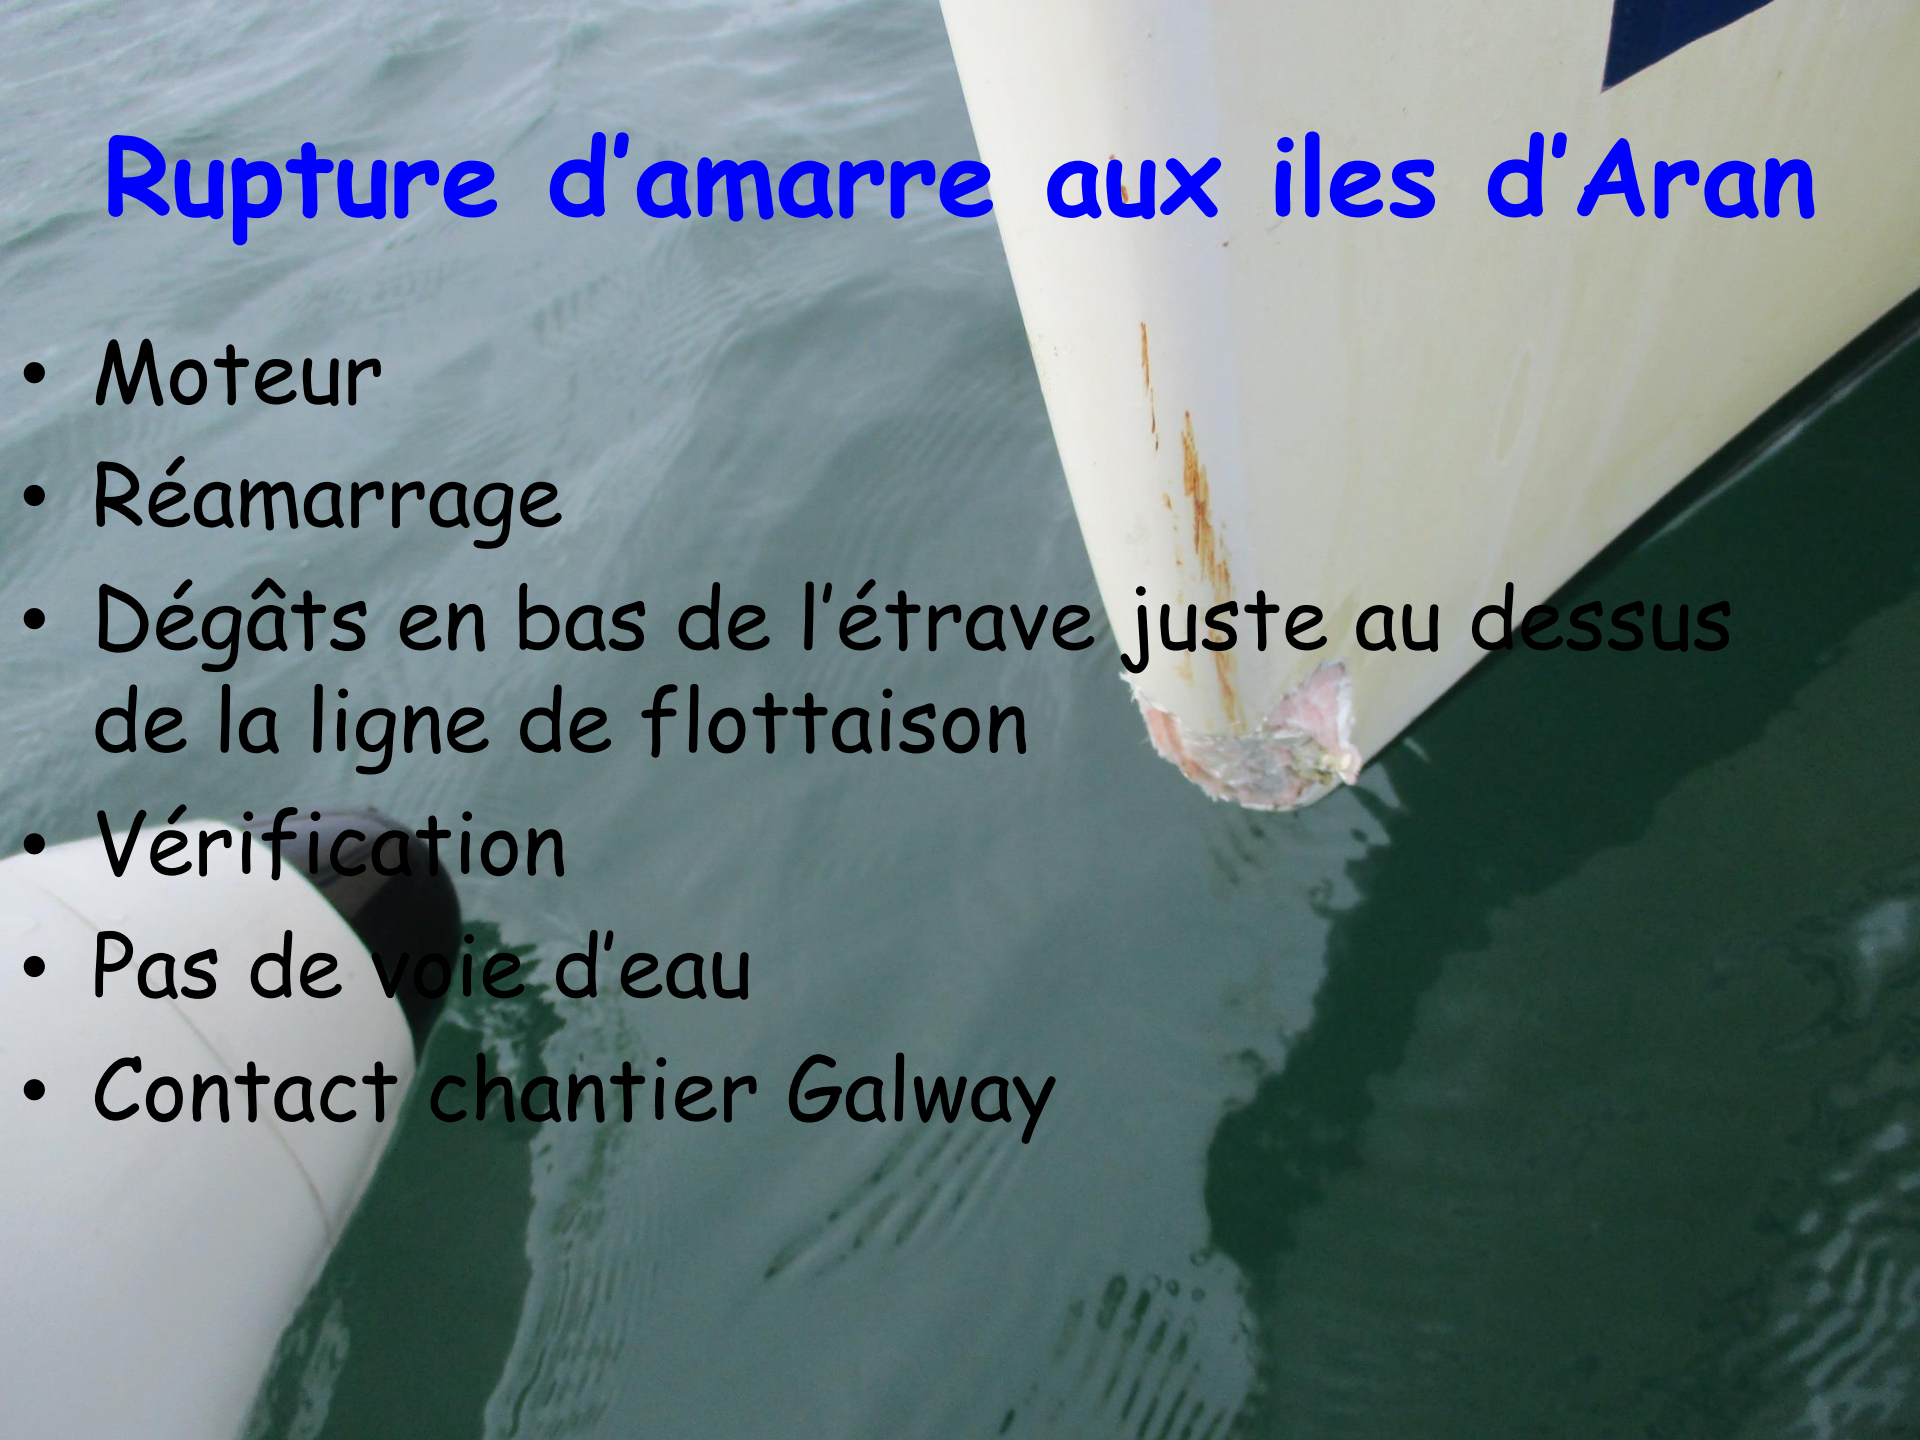 Rupture d’amarre aux iles d’Aran
• Moteur
• Réamarrage
• Dégâts en bas de l’étrave juste au dessus
de la ligne de flottaison
• Vérification
• Pas de voie d’eau
• Contact chantier Galway